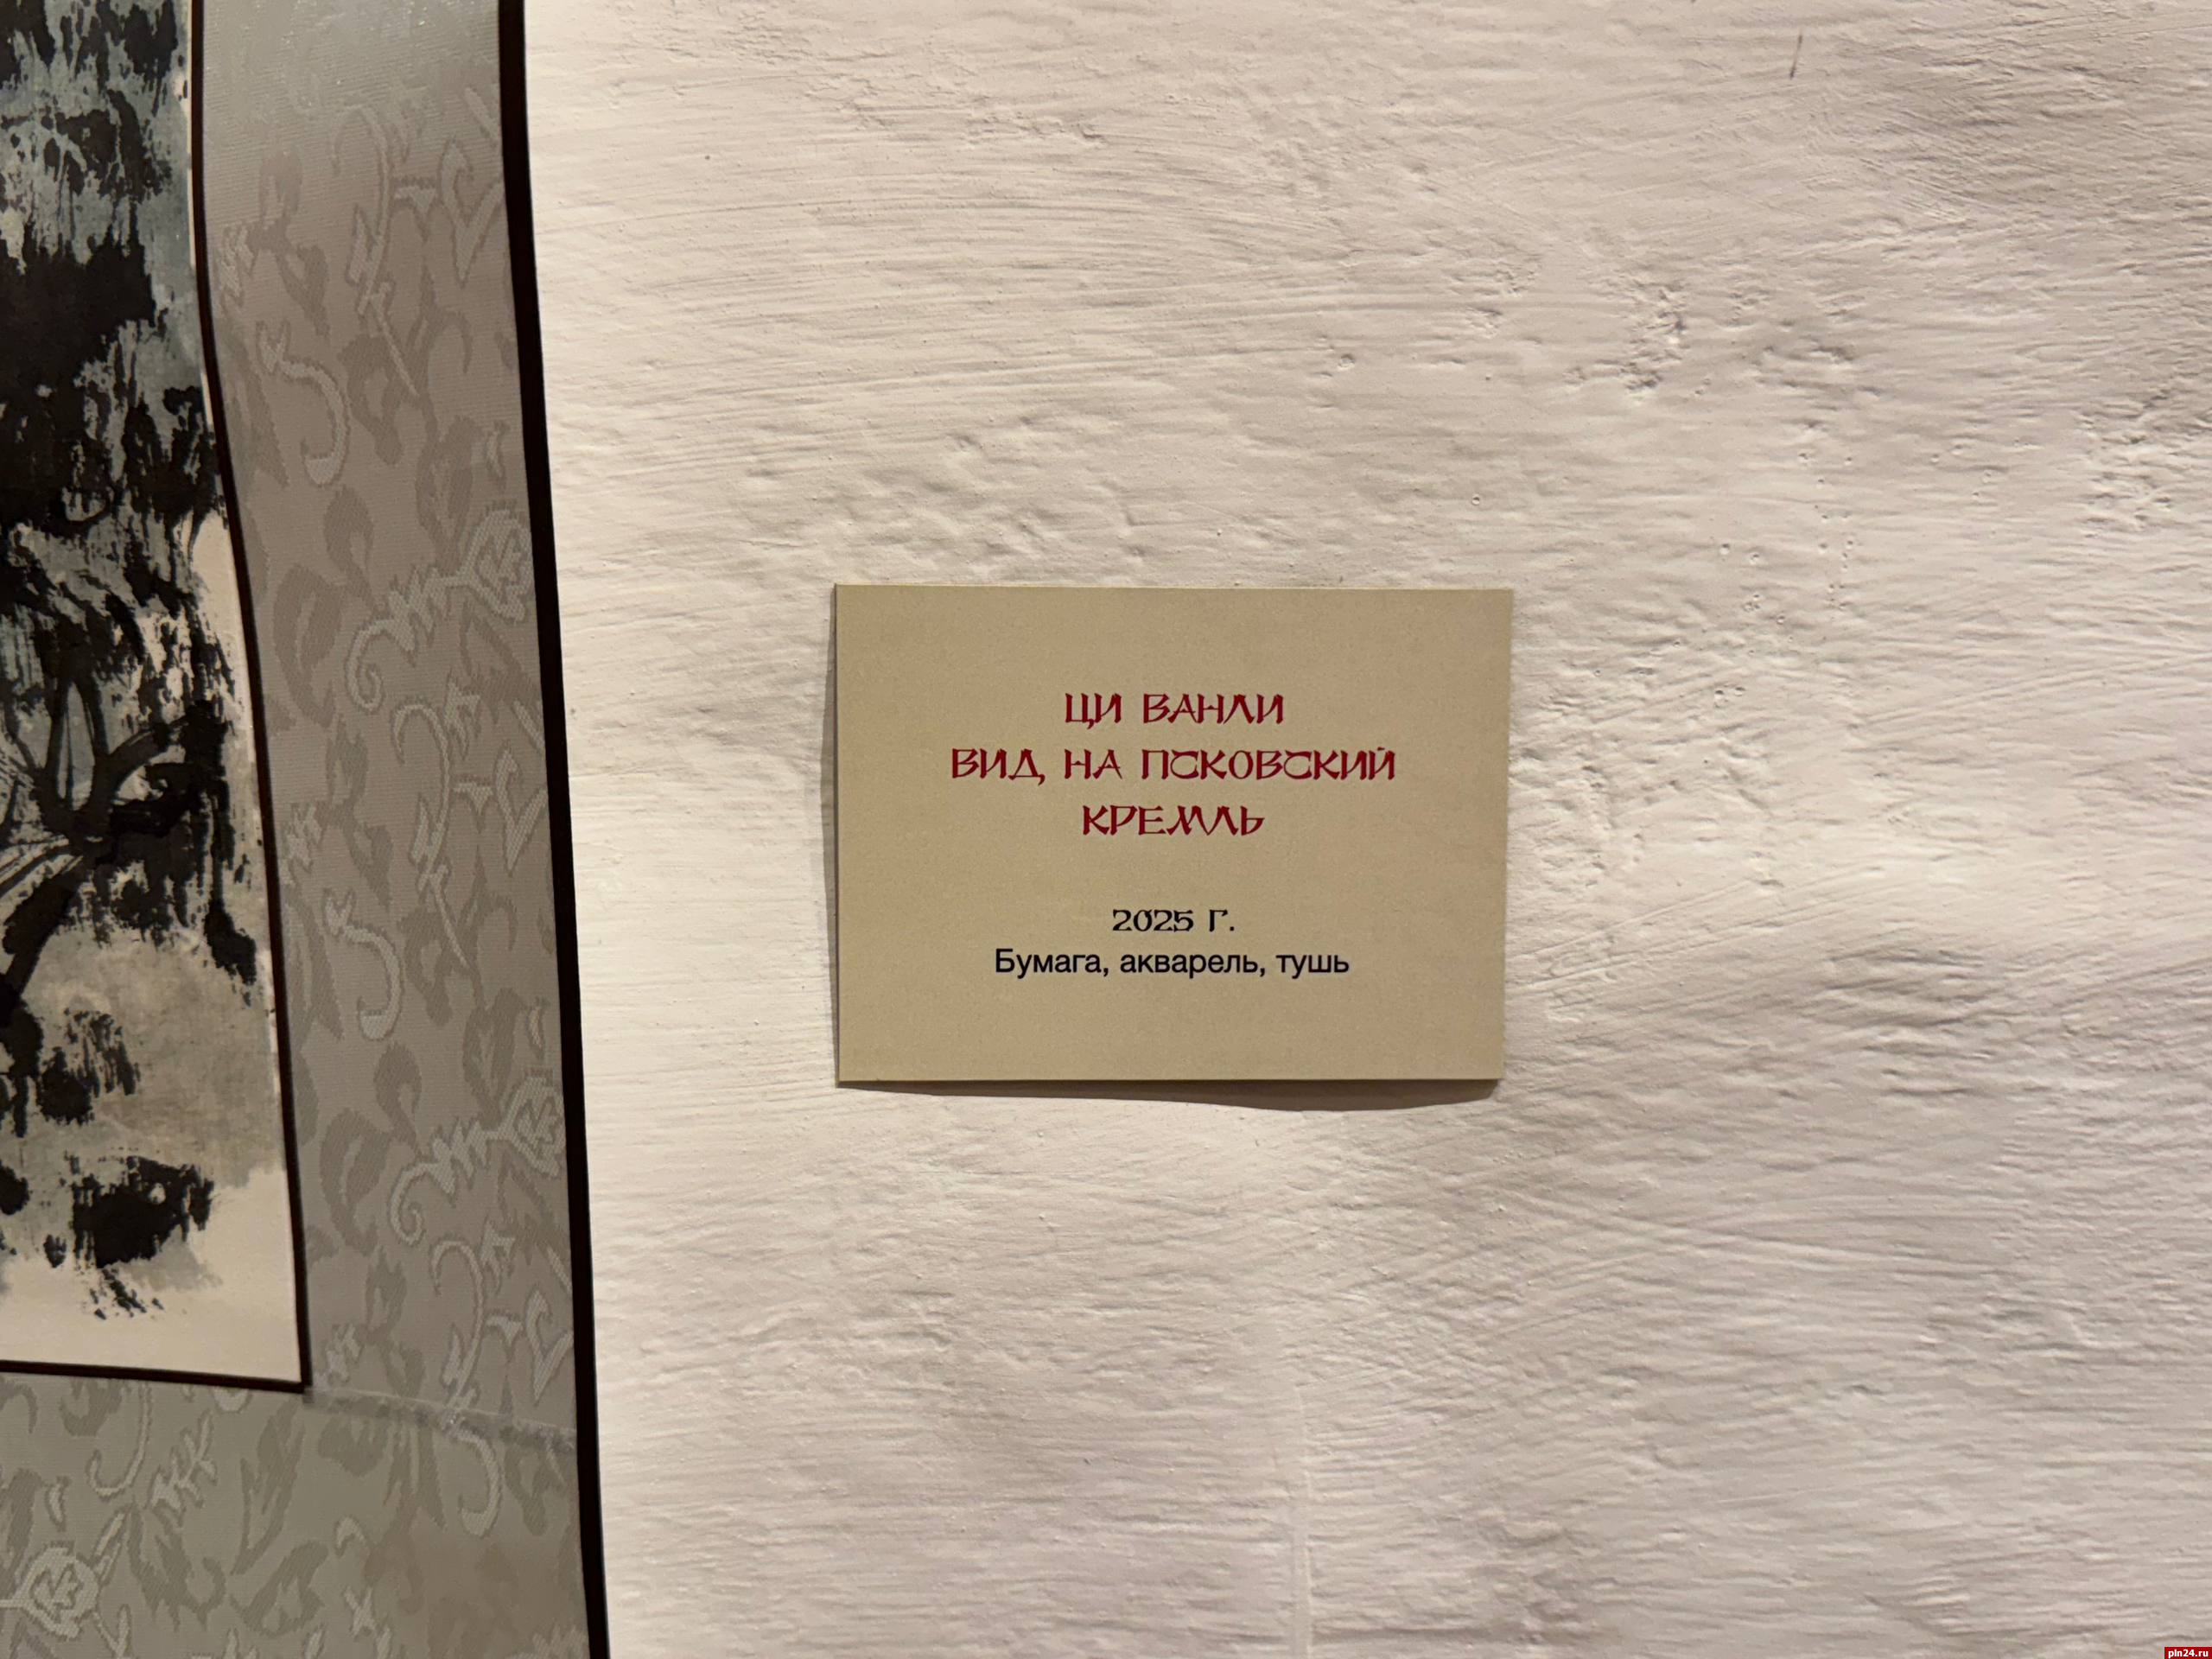 ЦИ ВАНЛИ
ВИД НА ПСКОВСКИЙ
КРЕМЛЬ
2025 Г.
Бумага, акварель, тушь
pln24.ru